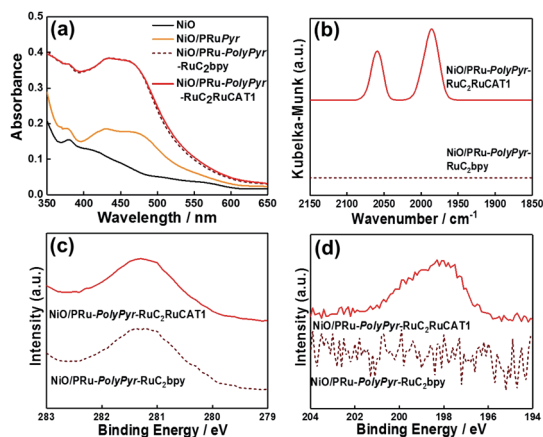 (a)
NiO
NiO/PRuPyr
NiO/PRu-PolyPyr
-RuC₂bpy
NiO/PRu-PolyPyr
-RuC₂RuCAT1
Absorbance
0.5
0.4
0.3
0.2
0.1
0.0
350 400 450 500 550 600 650
Wavelength / nm
(b)
NiO/PRu-PolyPyr-
RuC₂RuCAT1
NiO/PRu-PolyPyr-
RuC₂bpy
Kubelka-Munk (a.u.)
2150 2100 2050 2000 1950 1900
Wavenumber / cm⁻¹
(c)
NiO/PRu-PolyPyr-RuC₂RuCAT1
NiO/PRu-PolyPyr-RuC₂bpy
Intensity (a.u.)
283 282 281 280 279
Binding Energy / eV
(d)
NiO/PRu-PolyPyr-RuC₂RuCAT1
NiO/PRu-PolyPyr-RuC₂bpy
Intensity (a.u.)
204 202 200 198 196 194
Binding Energy / eV